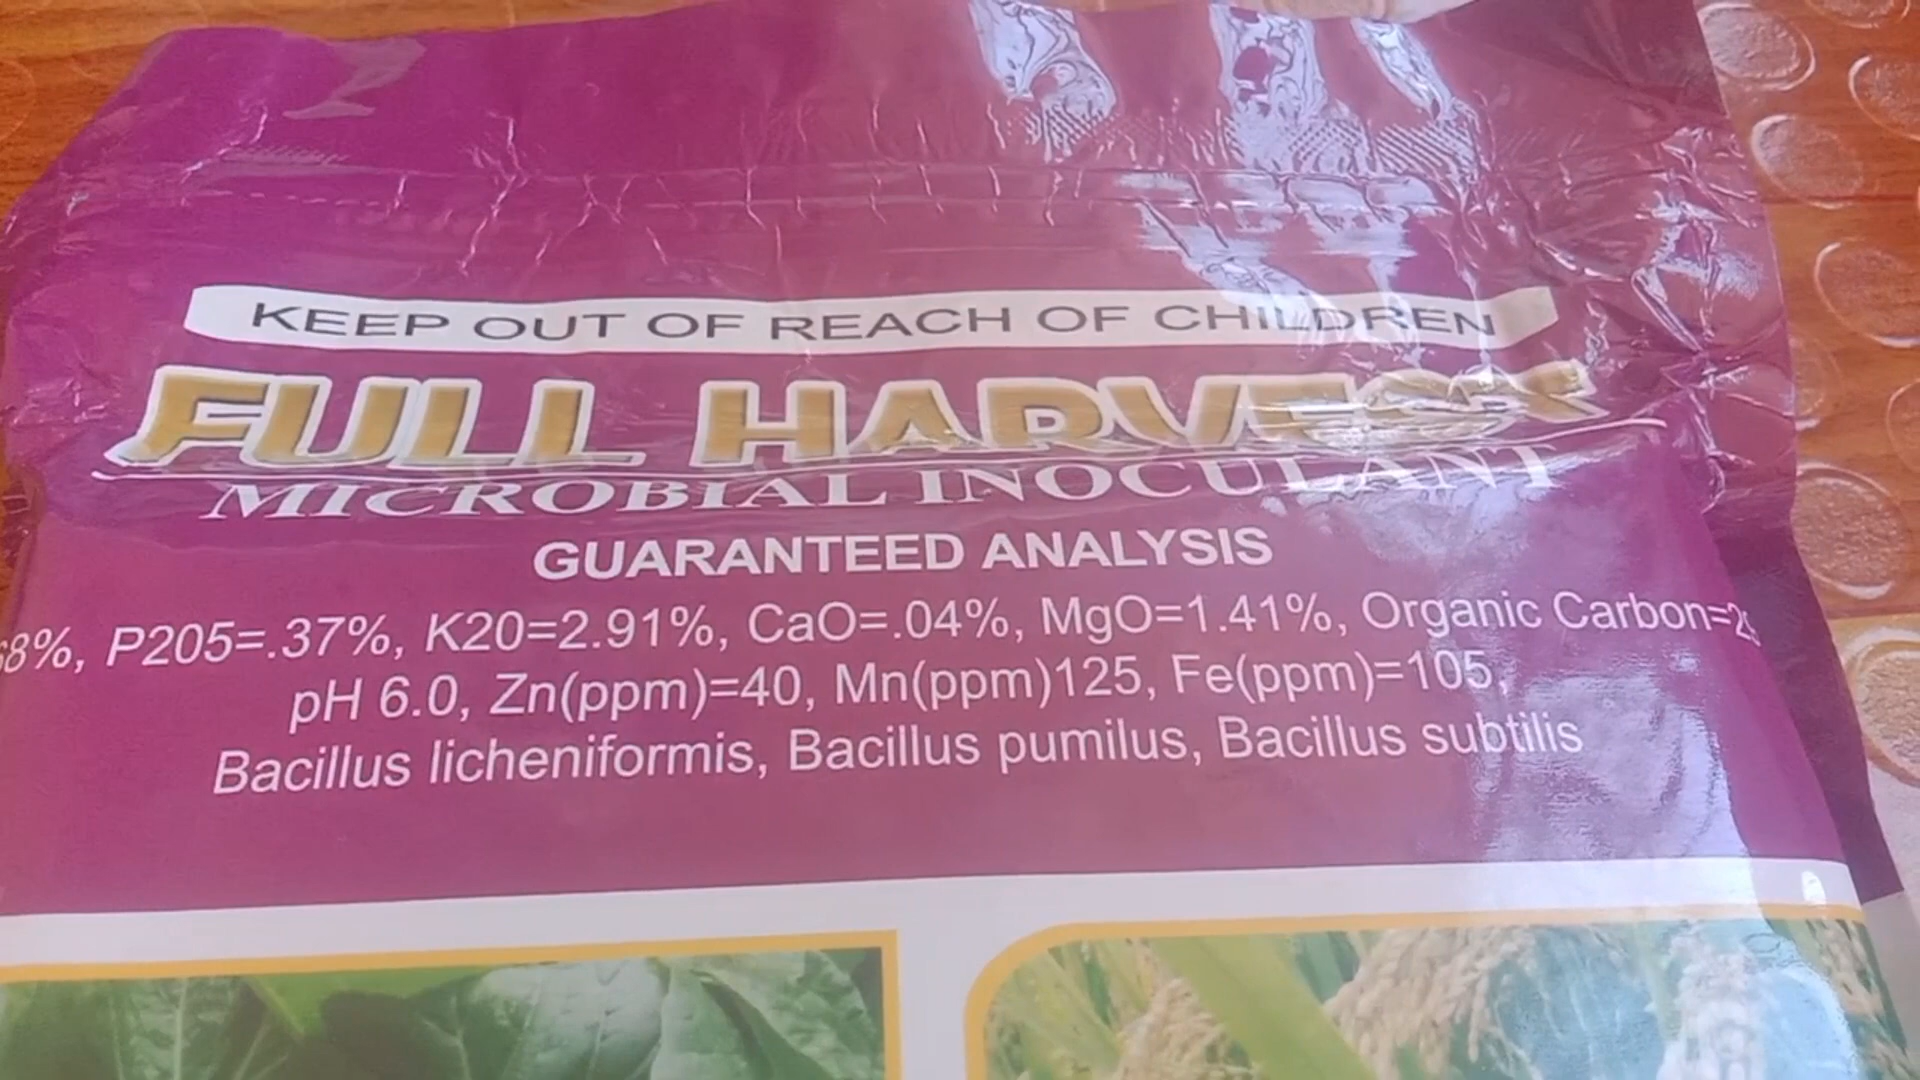 KEEP OUT OF REACH OF CHILDREN
FULL HARVEST
MICROBIAL INOCULANT
GUARANTEED ANALYSIS
68%, P205=.37%, K20=2.91%, CaO=.04%, MgO=1.41%, Organic Carbon=
pH 6.0, Zn(ppm)=40, Mn(ppm)125, Fe(ppm)=105,
Bacillus licheniformis, Bacillus pumilus, Bacillus subtilis